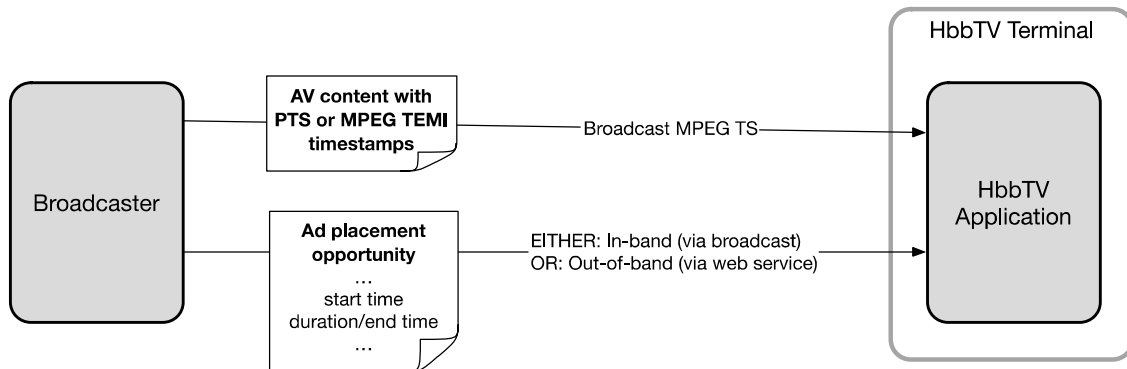 HbbTV Terminal
AV content with
PTS or MPEG TEMI
timestamps
Broadcast MPEG TS
Broadcaster
HbbTV
Application
Ad placement
opportunity
...
start time
duration/end time
...
EITHER: In-band (via broadcast)
OR: Out-of-band (via web service)